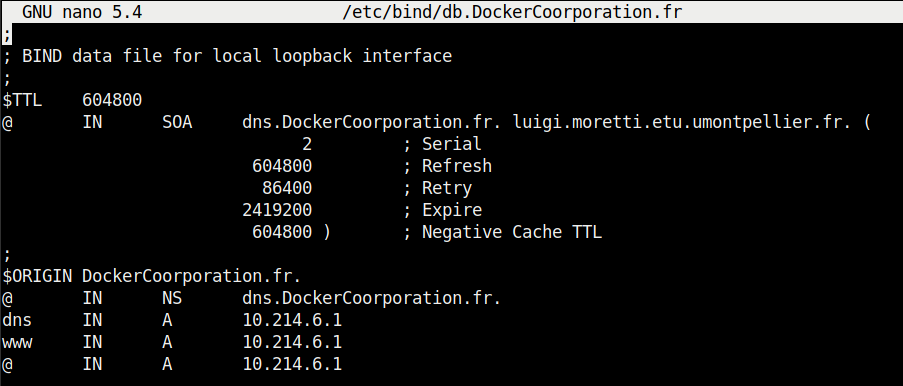 GNU nano 5.4 /etc/bind/db.DockerCoorporation.fr
;
; BIND data file for local loopback interface
;
$TTL 604800
@ IN SOA dns.DockerCoorporation.fr. luigi.moretti.etu.umontpellier.fr. (
2 ; Serial
604800 ; Refresh
86400 ; Retry
2419200 ; Expire
604800 ) ; Negative Cache TTL
;
$ORIGIN DockerCoorporation.fr.
@ IN NS dns.DockerCoorporation.fr.
dns IN A 10.214.6.1
www IN A 10.214.6.1
@ IN A 10.214.6.1